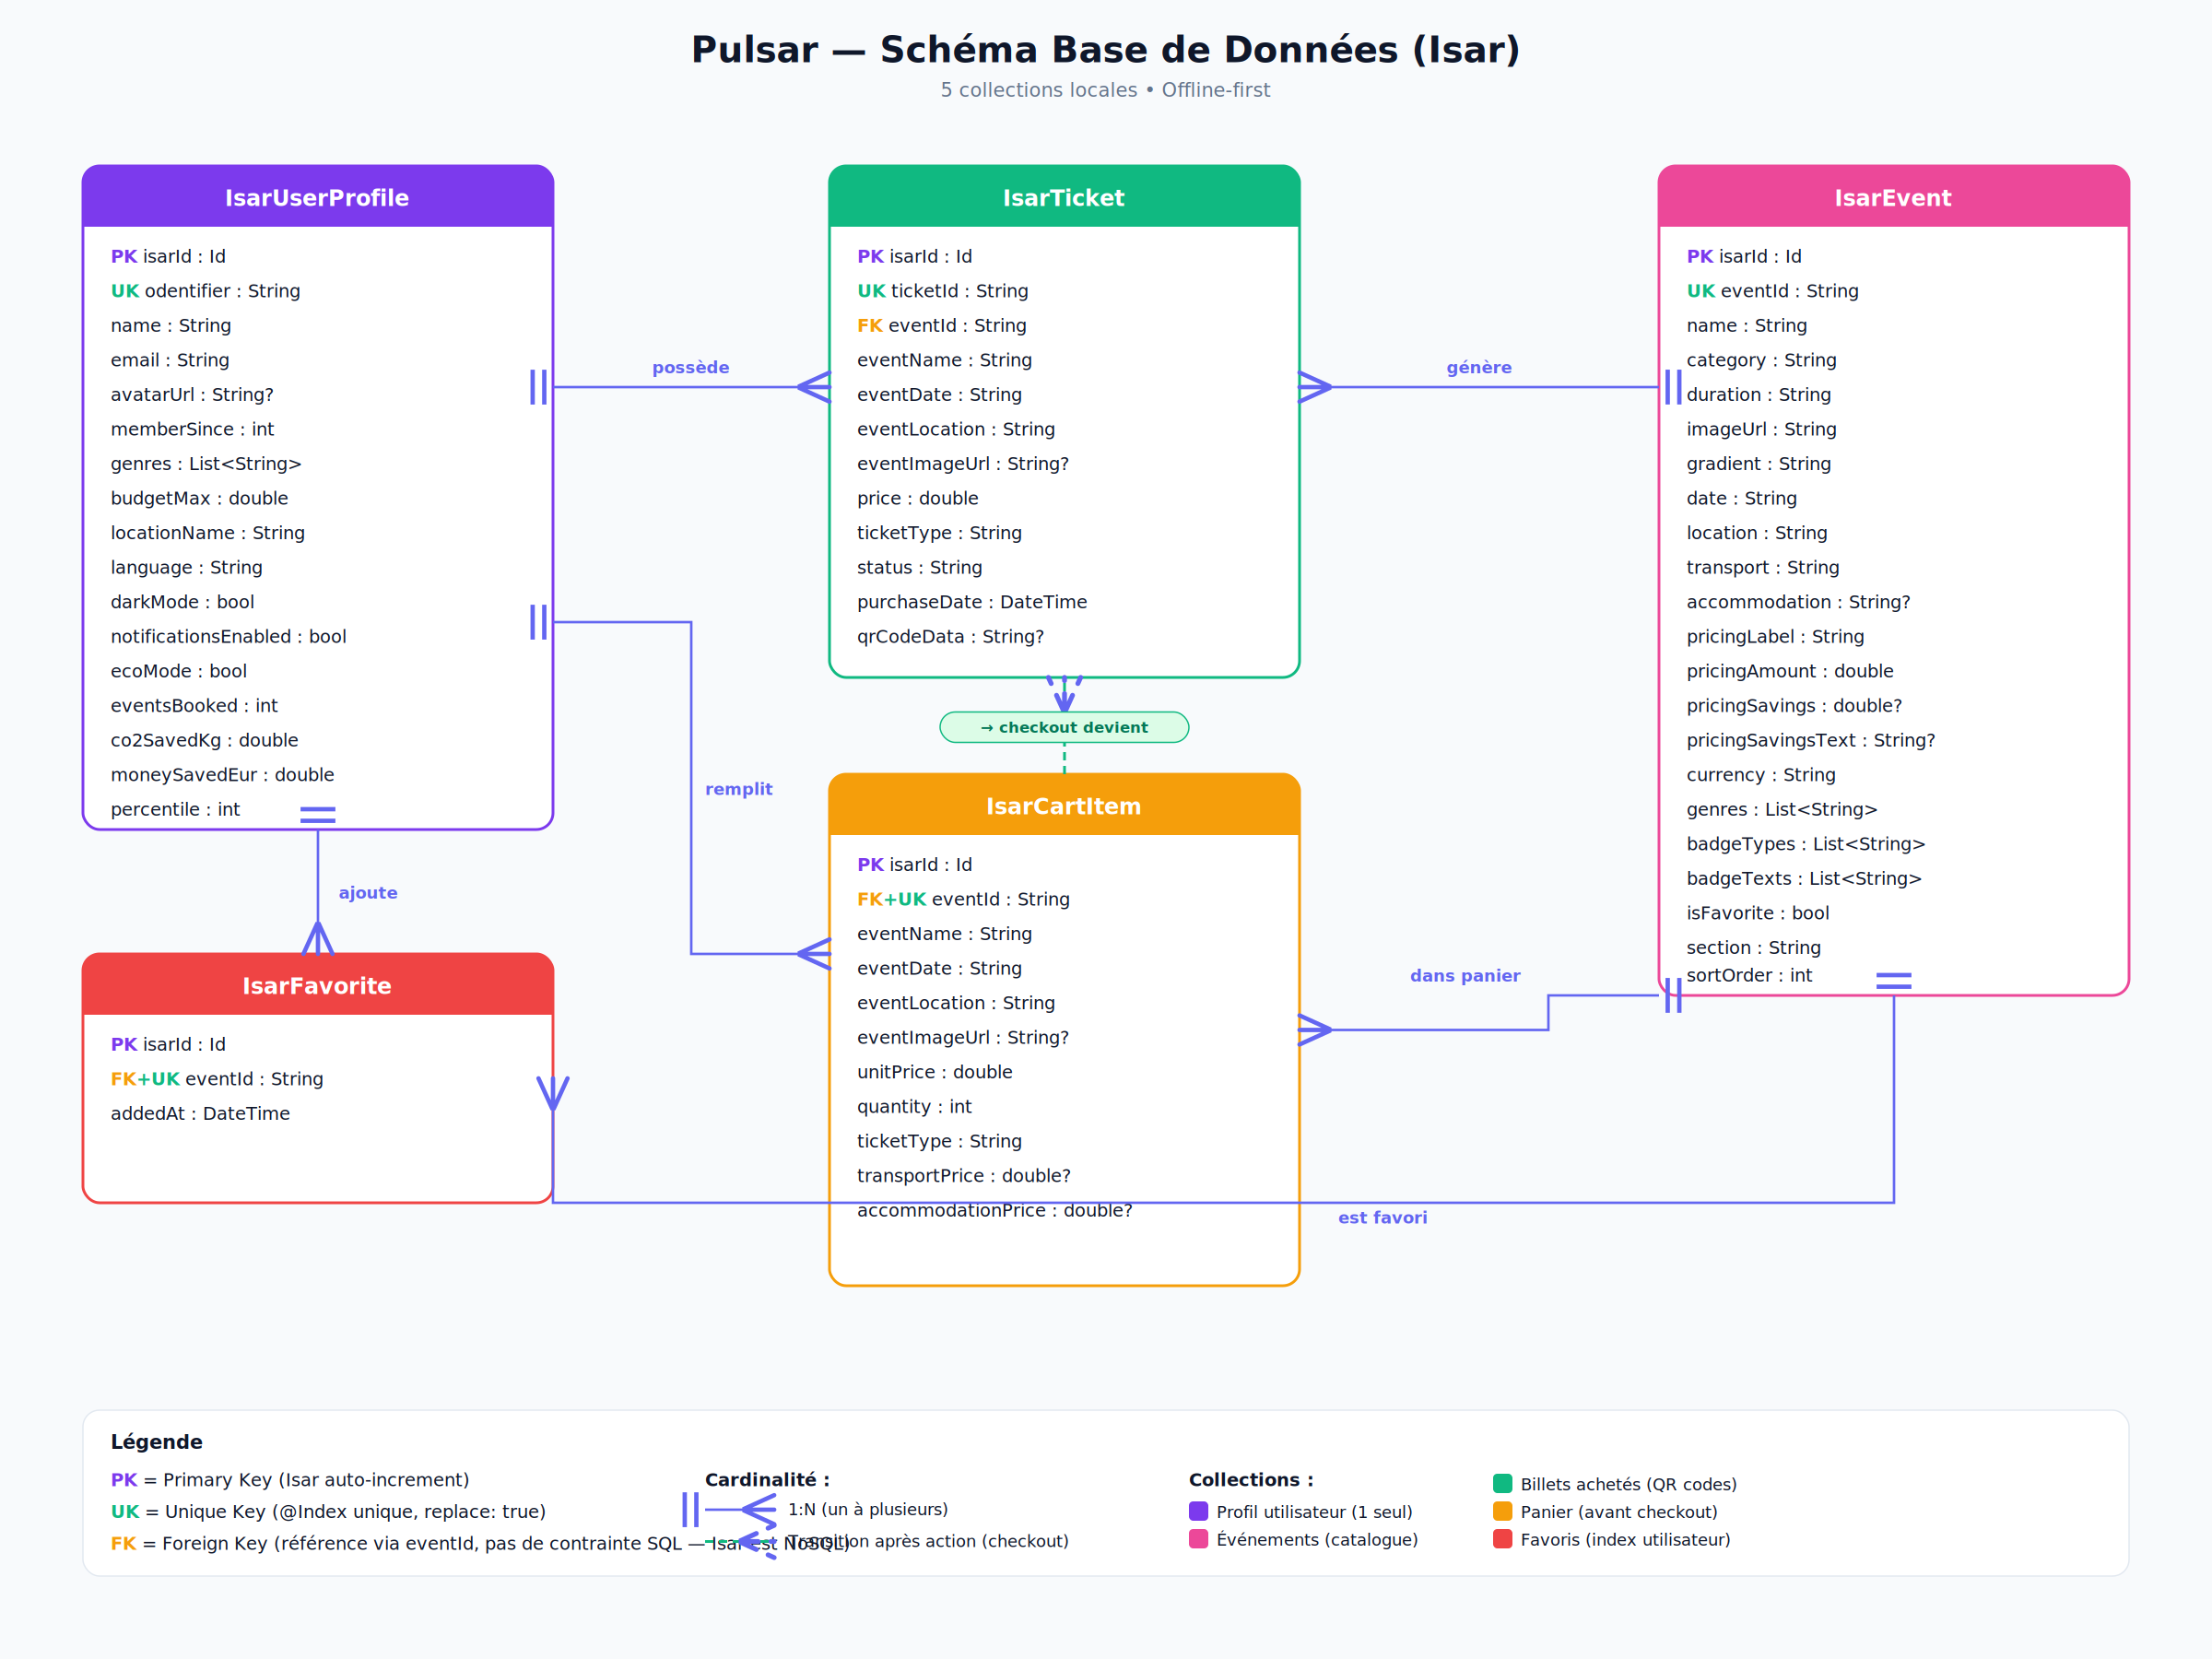 Pulsar — Schéma Base de Données (Isar)
5 collections locales • Offline-first
IsarUserProfile
PK isarId : Id
UK odentifier : String
name : String
email : String
avatarUrl : String?
memberSince : int
genres : List<String>
budgetMax : double
locationName : String
language : String
darkMode : bool
notificationsEnabled : bool
ecoMode : bool
eventsBooked : int
co2SavedKg : double
moneySavedEur : double
percentile : int
possède
remplit
ajoute
IsarTicket
PK isarId : Id
UK ticketId : String
FK eventId : String
eventName : String
eventDate : String
eventLocation : String
eventImageUrl : String?
price : double
ticketType : String
status : String
purchaseDate : DateTime
qrCodeData : String?
→ checkout devient
génère
IsarEvent
PK isarId : Id
UK eventId : String
name : String
category : String
duration : String
imageUrl : String
gradient : String
date : String
location : String
transport : String
accommodation : String?
pricingLabel : String
pricingAmount : double
pricingSavings : double?
pricingSavingsText : String?
currency : String
genres : List<String>
badgeTypes : List<String>
badgeTexts : List<String>
isFavorite : bool
section : String
sortOrder : int
IsarFavorite
PK isarId : Id
FK+UK eventId : String
addedAt : DateTime
IsarCartItem
PK isarId : Id
FK+UK eventId : String
eventName : String
eventDate : String
eventLocation : String
eventImageUrl : String?
unitPrice : double
quantity : int
ticketType : String
transportPrice : double?
accommodationPrice : double?
dans panier
est favori
Légende
PK = Primary Key (Isar auto-increment)
UK = Unique Key (@Index unique, replace: true)
FK = Foreign Key (référence via eventId, pas de contrainte SQL — Isar est NoSQL)
Cardinalité :
1:N (un à plusieurs)
Transition après action (checkout)
Collections :
Profil utilisateur (1 seul)
Événements (catalogue)
Billets achetés (QR codes)
Panier (avant checkout)
Favoris (index utilisateur)